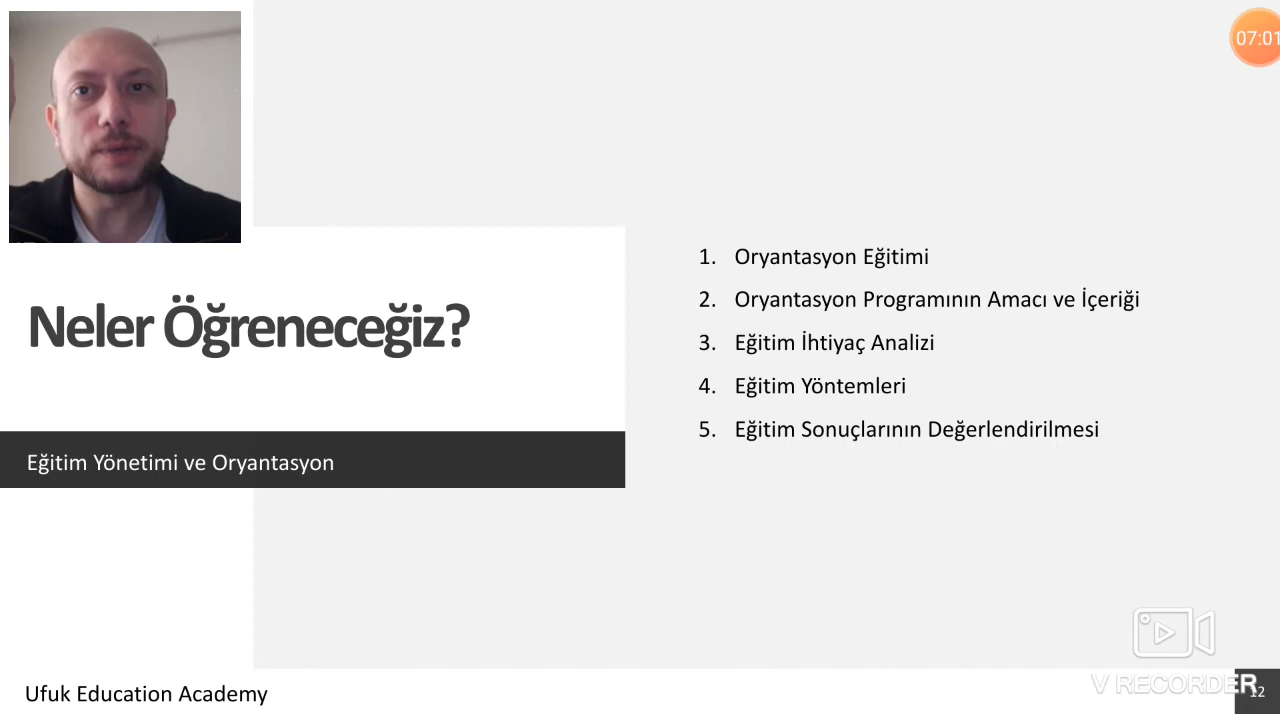 07:01
Neler Öğreneceğiz?
Eğitim Yönetimi ve Oryantasyon
1. Oryantasyon Eğitimi
2. Oryantasyon Programının Amacı ve İçeriği
3. Eğitim İhtiyaç Analizi
4. Eğitim Yöntemleri
5. Eğitim Sonuçlarının Değerlendirilmesi
Ufuk Education Academy
V RECORDER
12